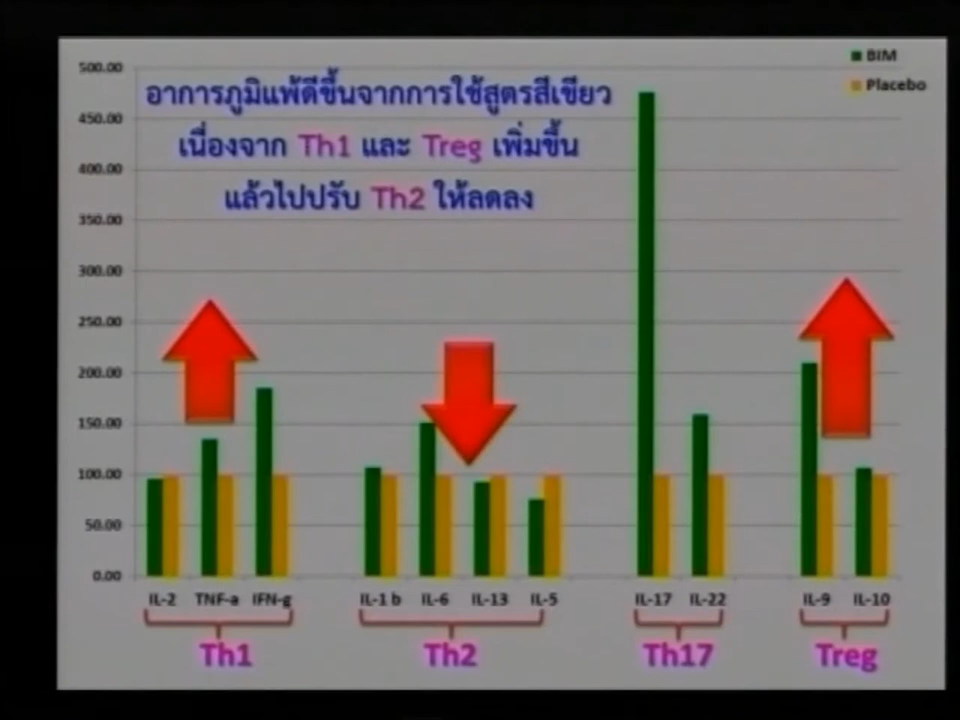 BIM
Placebo
อาการภูมิแพ้ดีขึ้นจากการใช้สูตรสีเขียว
เนื่องจาก Th1 และ Treg เพิ่มขึ้น
แล้วไปปรับ Th2 ให้ลดลง
500.00
450.00
400.00
350.00
300.00
250.00
200.00
150.00
100.00
50.00
0.00
IL-2 TNF-a IFN-g IL-1 b IL-6 IL-13 IL-5 IL-17 IL-22 IL-9 IL-10
Th1 Th2 Th17 Treg